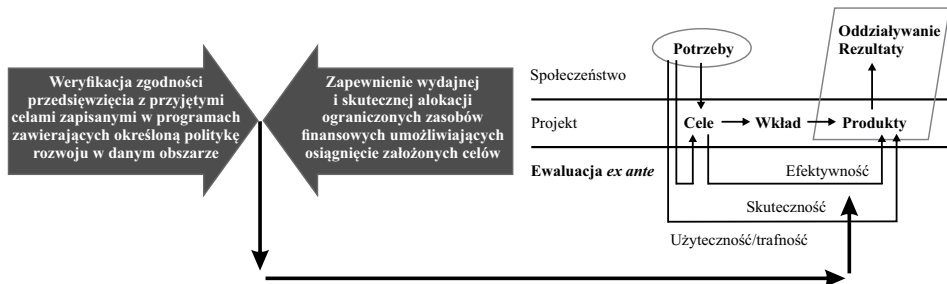 Weryfikacja zgodności
przedsięwzięcia z przyjętymi
celami zapisanymi w programach
zawierających określoną politykę
rozwoju w danym obszarze
Zapewnienie wydajnej
i skutecznej alokacji
ograniczonych zasobów
finansowych umożliwiających
osiągnięcie założonych celów
Oddziaływanie
Rezultaty
Potrzeby
Społeczeństwo
Projekt
Cele
Wkład
Produkty
Ewaluacja ex ante
Efektywność
Skuteczność
Użyteczność/trafność